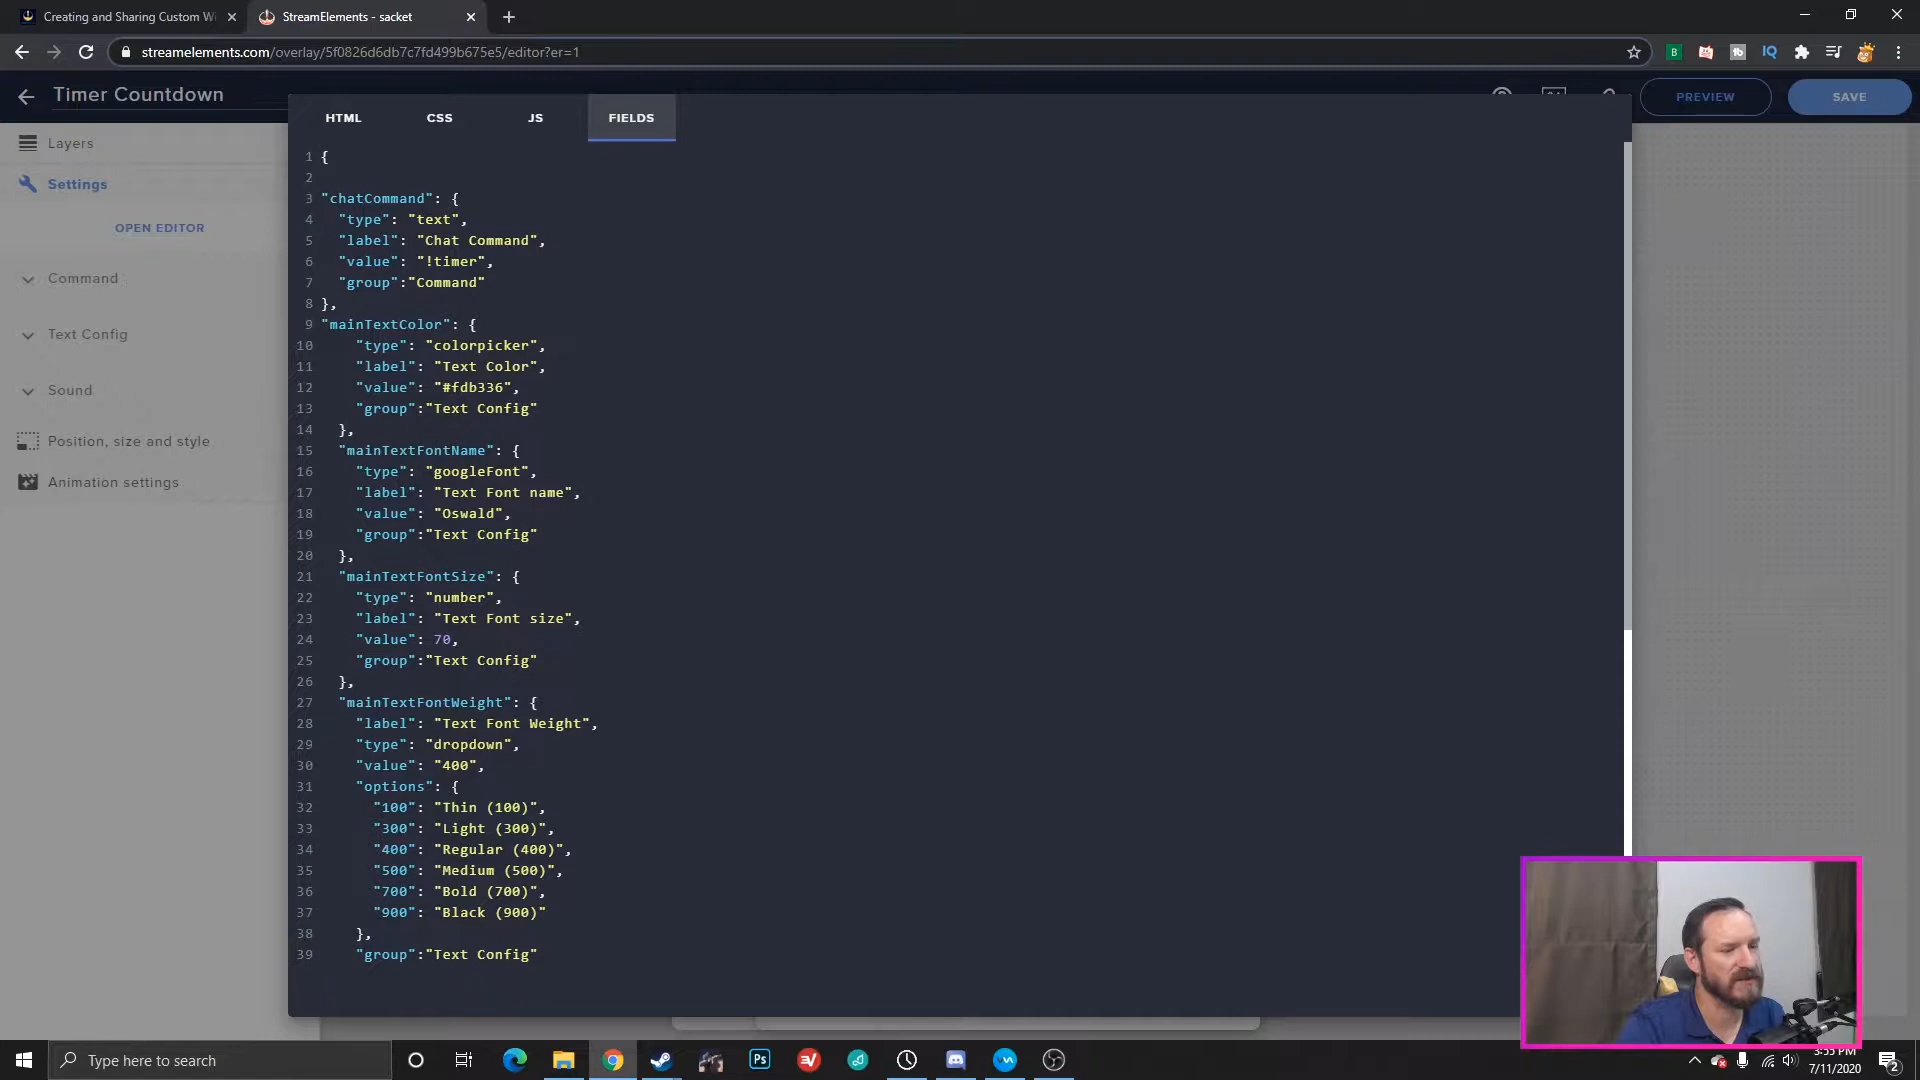 Creating and Sharing Custom Wi
StreamElements - sacket
streamelements.com/overlay/5f0826d6db7c7fd499b675e5/editor?er=1
Timer Countdown
PREVIEW
SAVE
Layers
Settings
OPEN EDITOR
Command
Text Config
Sound
Position, size and style
Animation settings
HTML CSS JS FIELDS
1 {
2
3 "chatCommand": {
4 "type": "text",
5 "label": "Chat Command",
6 "value": "!timer",
7 "group":"Command"
8 },
9 "mainTextColor": {
10 "type": "colorpicker",
11 "label": "Text Color",
12 "value": "#fdb336",
13 "group":"Text Config"
14 },
15 "mainTextFontName": {
16 "type": "googleFont",
17 "label": "Text Font name",
18 "value": "Oswald",
19 "group":"Text Config"
20 },
21 "mainTextFontSize": {
22 "type": "number",
23 "label": "Text Font size",
24 "value": 70,
25 "group":"Text Config"
26 },
27 "mainTextFontWeight": {
28 "label": "Text Font Weight",
29 "type": "dropdown",
30 "value": "400",
31 "options": {
32 "100": "Thin (100)",
33 "300": "Light (300)",
34 "400": "Regular (400)",
35 "500": "Medium (500)",
36 "700": "Bold (700)",
37 "900": "Black (900)"
38 },
39 "group":"Text Config"
Type here to search
Ps
3:55 PM
7/11/2020
2